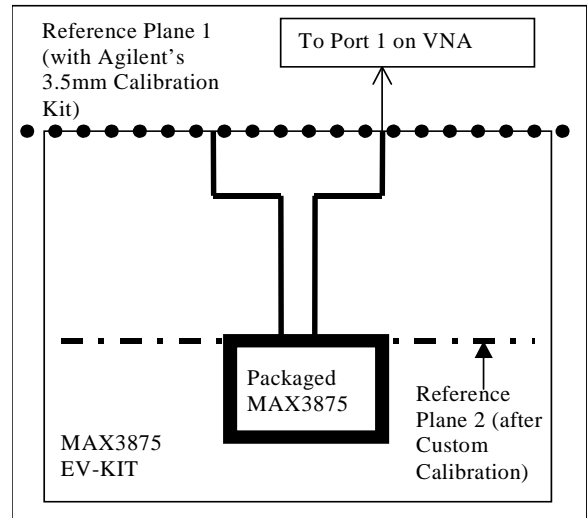 Reference Plane 1
(with Agilent's
3.5mm Calibration
Kit)
To Port 1 on VNA
Packaged
MAX3875
Reference
Plane 2 (after
Custom
Calibration)
MAX3875
EV-KIT